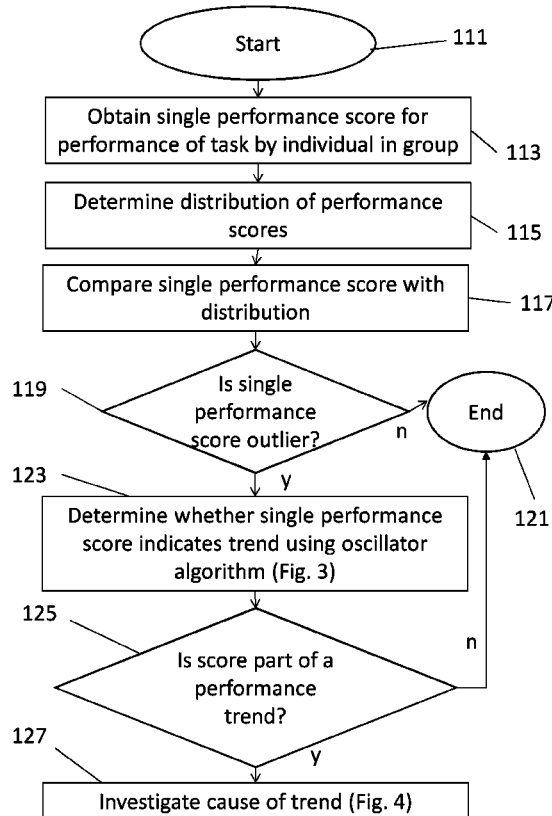 Start
111
Obtain single performance score for
performance of task by individual in group
113
Determine distribution of performance
scores
115
Compare single performance score with
distribution
117
119
Is single
performance
score outlier?
n
End
121
y
123
Determine whether single performance
score indicates trend using oscillator
algorithm (Fig. 3)
125
Is score part of a
performance
trend?
n
y
127
Investigate cause of trend (Fig. 4)